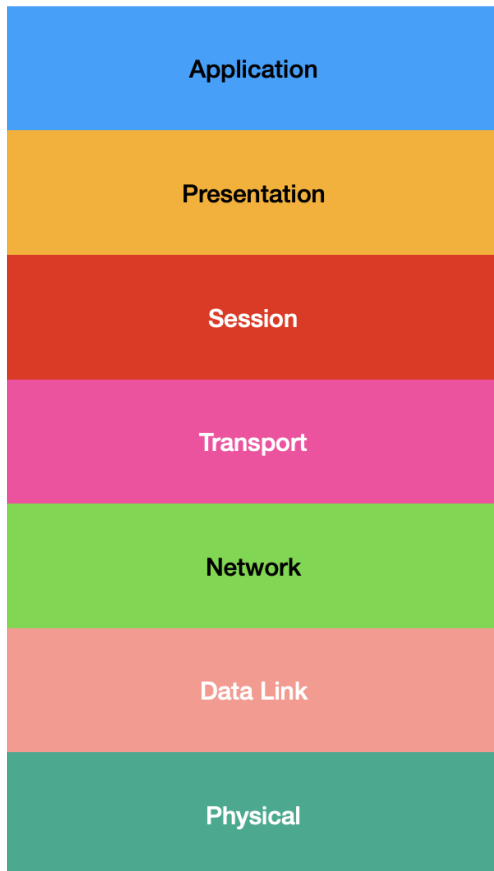 Application
Presentation
Session
Transport
Network
Data Link
Physical